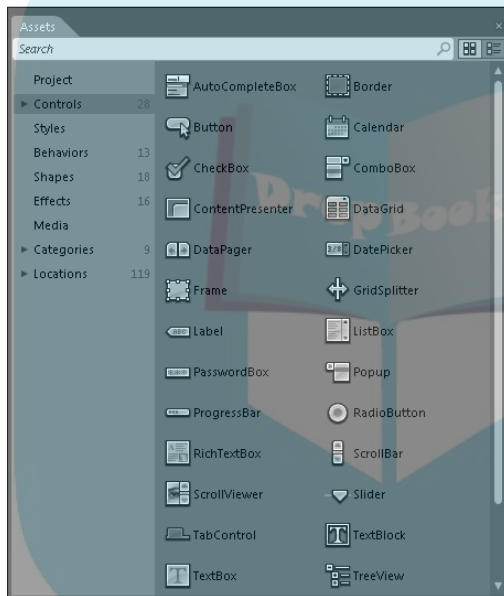 Assets
Search
Project
Controls 28
Styles
Behaviors 13
Shapes 18
Effects 16
Media
Categories 9
Locations 119
AutoCompleteBox Border
Button Calendar
CheckBox ComboBox
ContentPresenter DataGrid
DataPager DatePicker
Frame GridSplitter
Label ListBox
PasswordBox Popup
ProgressBar RadioButton
RichTextBox ScrollBar
ScrollViewer Slider
TabControl TextBlock
TextBox TreeView
DropBook